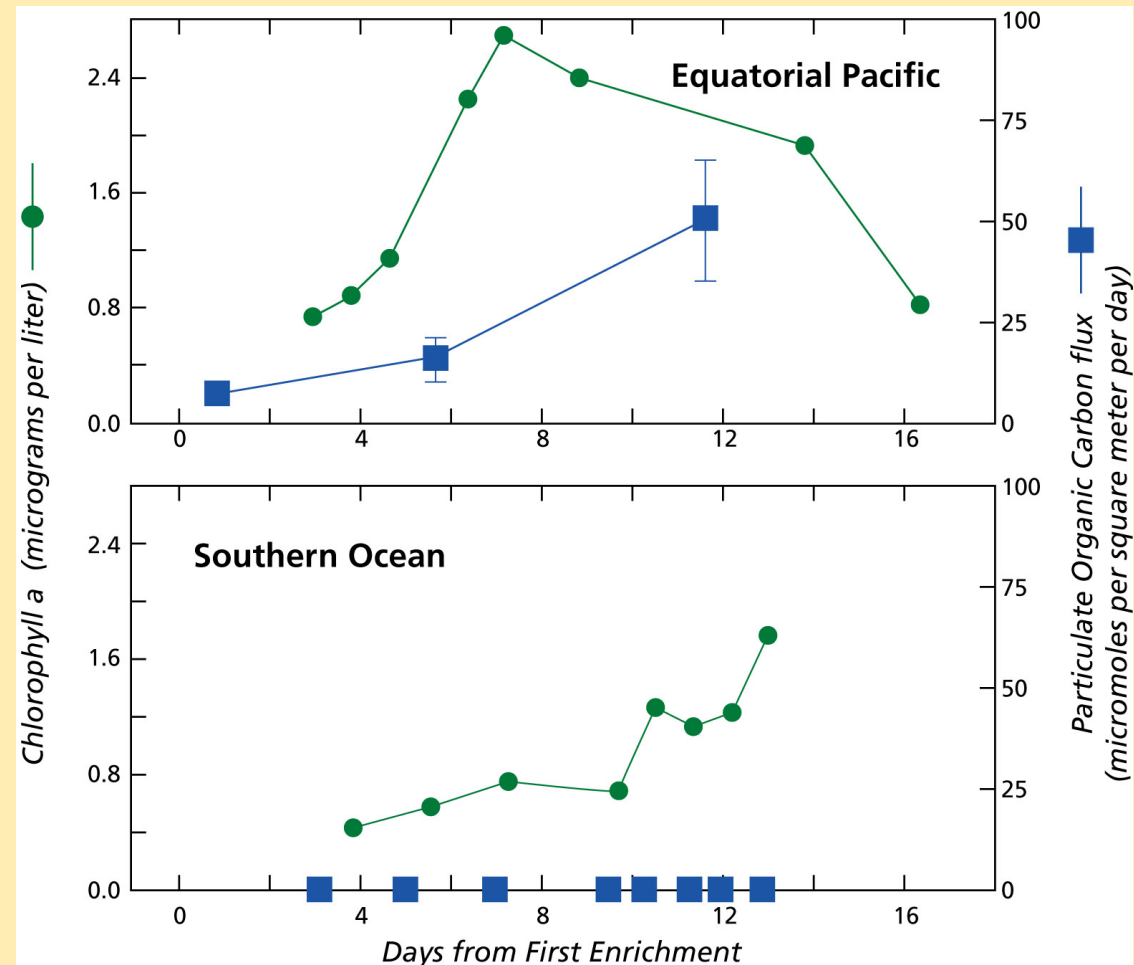 Equatorial Pacific
2.4
1.6
0.8
0.0
100
75
50
25
0
0 4 8 12 16
Southern Ocean
2.4
1.6
0.8
0.0
100
75
50
25
0
0 4 8 12 16
Days from First Enrichment
Chlorophyll a (micrograms per liter)
Particulate Organic Carbon flux
(micromoles per square meter per day)